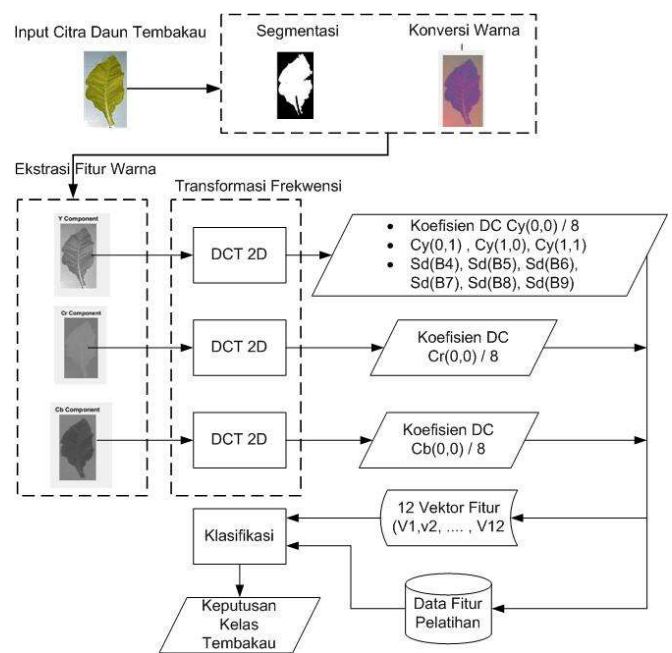 Input Citra Daun Tembakau
Segmentasi
Konversi Warna
Ekstrasi Fitur Warna
Transformasi Frekwensi
Y Component
DCT 2D
• Koefisien DC Cy(0,0) / 8
• Cy(0,1) , Cy(1,0), Cy(1,1)
• Sd(B4), Sd(B5), Sd(B6),
Sd(B7), Sd(B8), Sd(B9)
Cr Component
DCT 2D
Koefisien DC
Cr(0,0) / 8
Cb Component
DCT 2D
Koefisien DC
Cb(0,0) / 8
Klasifikasi
12 Vektor Fitur
(V1,v2, .... , V12
Keputusan
Kelas
Tembakau
Data Fitur
Pelatihan